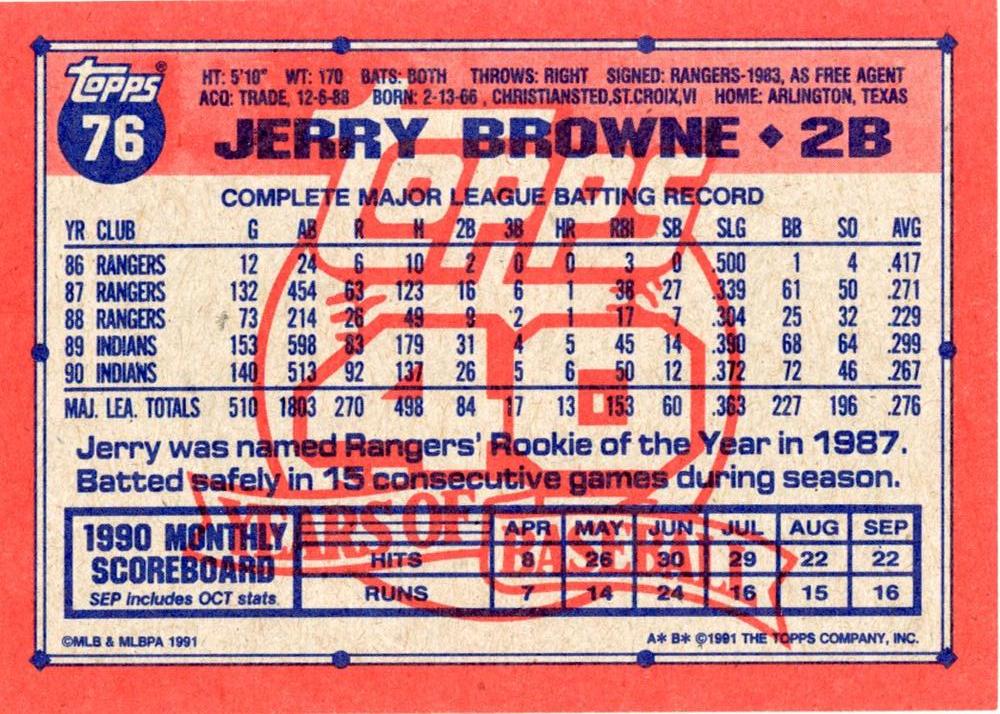 topps®
76
HT: 5'10" WT: 170 BATS: BOTH THROWS: RIGHT SIGNED: RANGERS-1983, AS FREE AGENT
ACQ: TRADE, 12-6-88 BORN: 2-13-66 , CHRISTIANSTED,ST.CROIX,VI HOME: ARLINGTON, TEXAS
JERRY BROWNE ◆ 2B
COMPLETE MAJOR LEAGUE BATTING RECORD
YR CLUB G AB R H 2B 3B HR RBI SB SLG BB SO AVG
86 RANGERS 12 24 6 10 2 0 0 3 0 .500 1 4 .417
87 RANGERS 132 454 63 123 16 6 1 38 27 .339 61 50 .271
88 RANGERS 73 214 26 49 9 2 1 17 7 .304 25 32 .229
89 INDIANS 153 598 83 179 31 4 5 45 14 .390 68 64 .299
90 INDIANS 140 513 92 137 26 5 6 50 12 .372 72 46 .267
MAJ. LEA. TOTALS 510 1803 270 498 84 17 13 153 60 .363 227 196 .276
Jerry was named Rangers' Rookie of the Year in 1987.
Batted safely in 15 consecutive games during season.
1990 MONTHLY
SCOREBOARD
SEP includes OCT stats
APR MAY JUN JUL AUG SEP
HITS 8 26 30 29 22 22
RUNS 7 14 24 16 15 16
topps
40
YEARS OF
BASEBALL
©MLB & MLBPA 1991
A* B* ©1991 THE TOPPS COMPANY, INC.